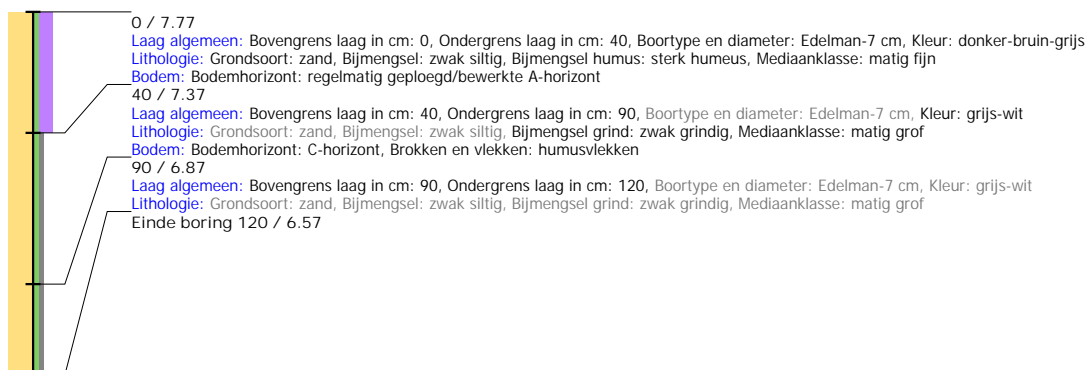 0 / 7.77
Laag algemeen: Bovengrens laag in cm: 0, Ondergrens laag in cm: 40, Boortype en diameter: Edelman-7 cm, Kleur: donker-bruin-grijs
Lithologie: Grondsoort: zand, Bijmengsel: zwak siltig, Bijmengsel humus: sterk humeus, Mediaanklasse: matig fijn
Bodem: Bodemhorizont: regelmatig geploegd/bewerkte A-horizont
40 / 7.37
Laag algemeen: Bovengrens laag in cm: 40, Ondergrens laag in cm: 90, Boortype en diameter: Edelman-7 cm, Kleur: grijs-wit
Lithologie: Grondsoort: zand, Bijmengsel: zwak siltig, Bijmengsel grind: zwak grindig, Mediaanklasse: matig grof
Bodem: Bodemhorizont: C-horizont, Brokken en vlekken: humusvlekken
90 / 6.87
Laag algemeen: Bovengrens laag in cm: 90, Ondergrens laag in cm: 120, Boortype en diameter: Edelman-7 cm, Kleur: grijs-wit
Lithologie: Grondsoort: zand, Bijmengsel: zwak siltig, Bijmengsel grind: zwak grindig, Mediaanklasse: matig grof
Einde boring 120 / 6.57